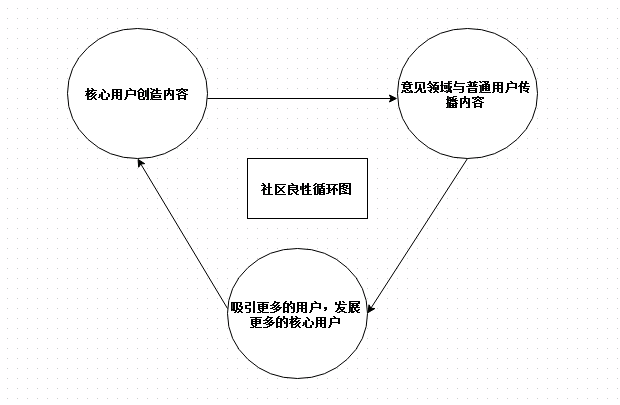 核心用户创造内容
意见领域与普通用户传
播内容
社区良性循环图
吸引更多的用户，发展
更多的核心用户